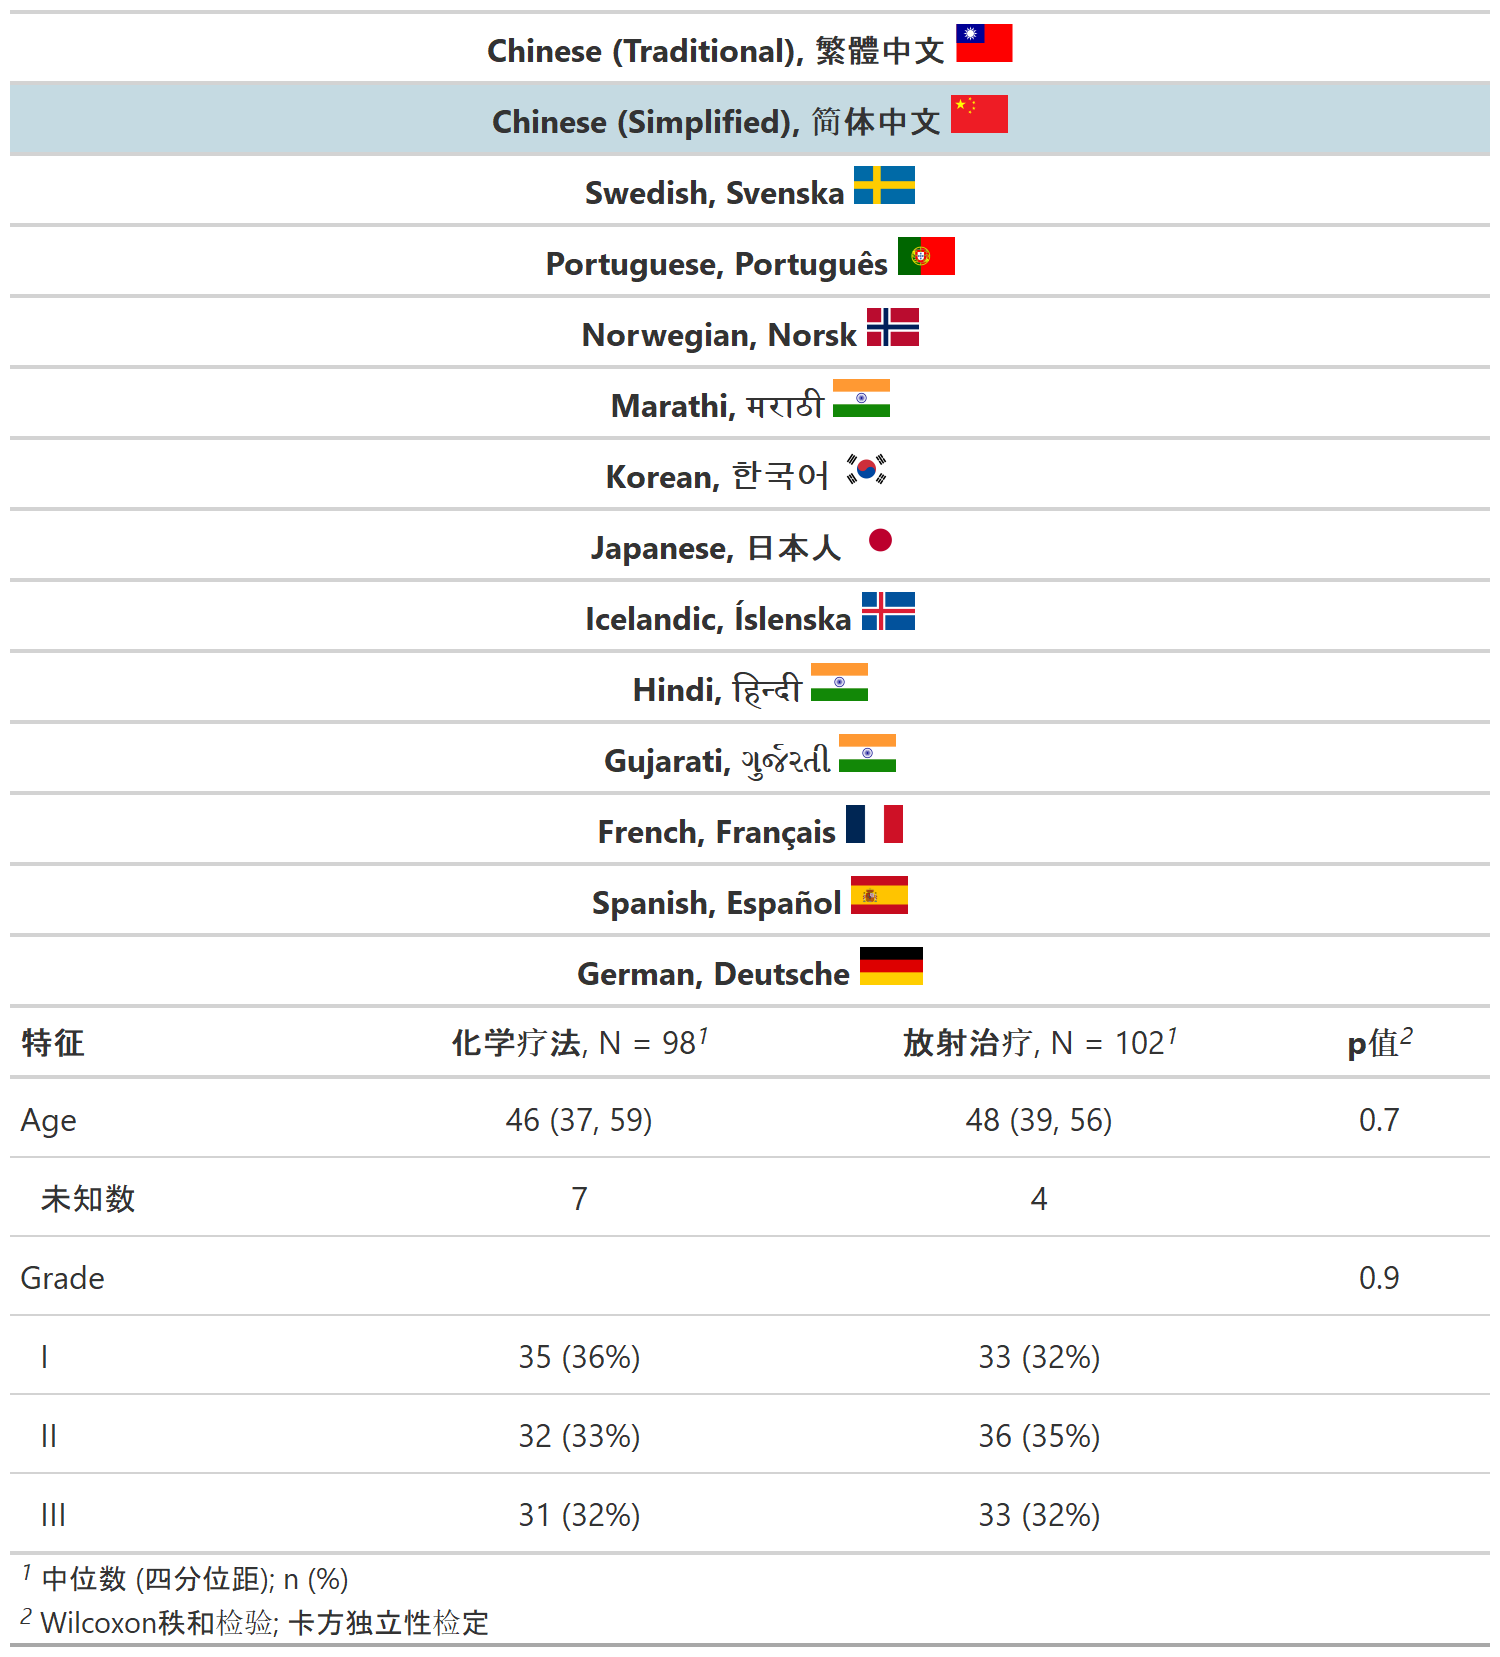 Chinese (Traditional), 繁體中文
Chinese (Simplified), 简体中文
Swedish, Svenska
Portuguese, Português
Norwegian, Norsk
Marathi, मराठी
Korean, 한국어
Japanese, 日本人
Icelandic, Íslenska
Hindi, हिन्दी
Gujarati, ગુર્જરતી
French, Français
Spanish, Español
German, Deutsche
特征 化学疗法, N = 98¹ 放射治疗, N = 102¹ p值²
Age 46 (37, 59) 48 (39, 56) 0.7
未知数 7 4
Grade 0.9
I 35 (36%) 33 (32%)
II 32 (33%) 36 (35%)
III 31 (32%) 33 (32%)
¹ 中位数 (四分位距); n (%)
² Wilcoxon秩和检验; 卡方独立性检定